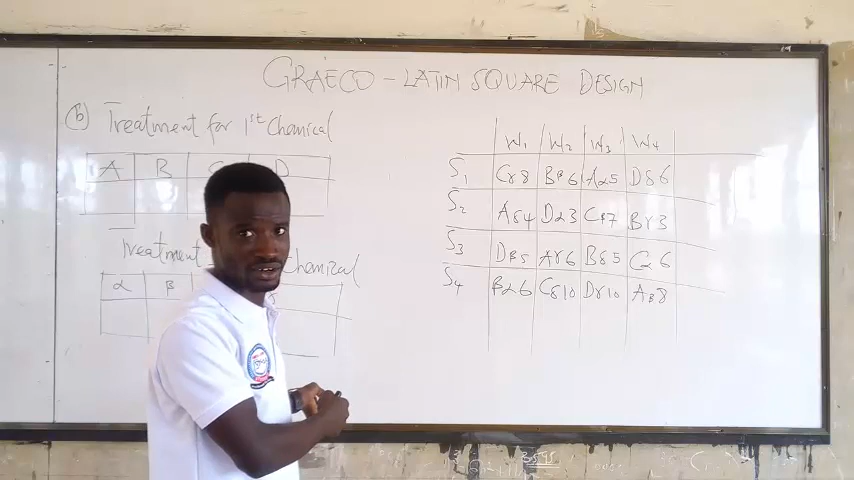 GRAECO-LATIN SQUARE DESIGN
(b) Treatment for 1st Chemical
A B C D
Treatment Chemical
α β
W1 W2 W3 W4
S1 Cγ8 Bβ6 Aα5 Dδ6
S2 Aδ4 Dα3 Cβ7 Bγ3
S3 Dβ5 Aγ6 Bδ5 Cα6
S4 Bα6 Cδ10 Dγ10 Aβ8